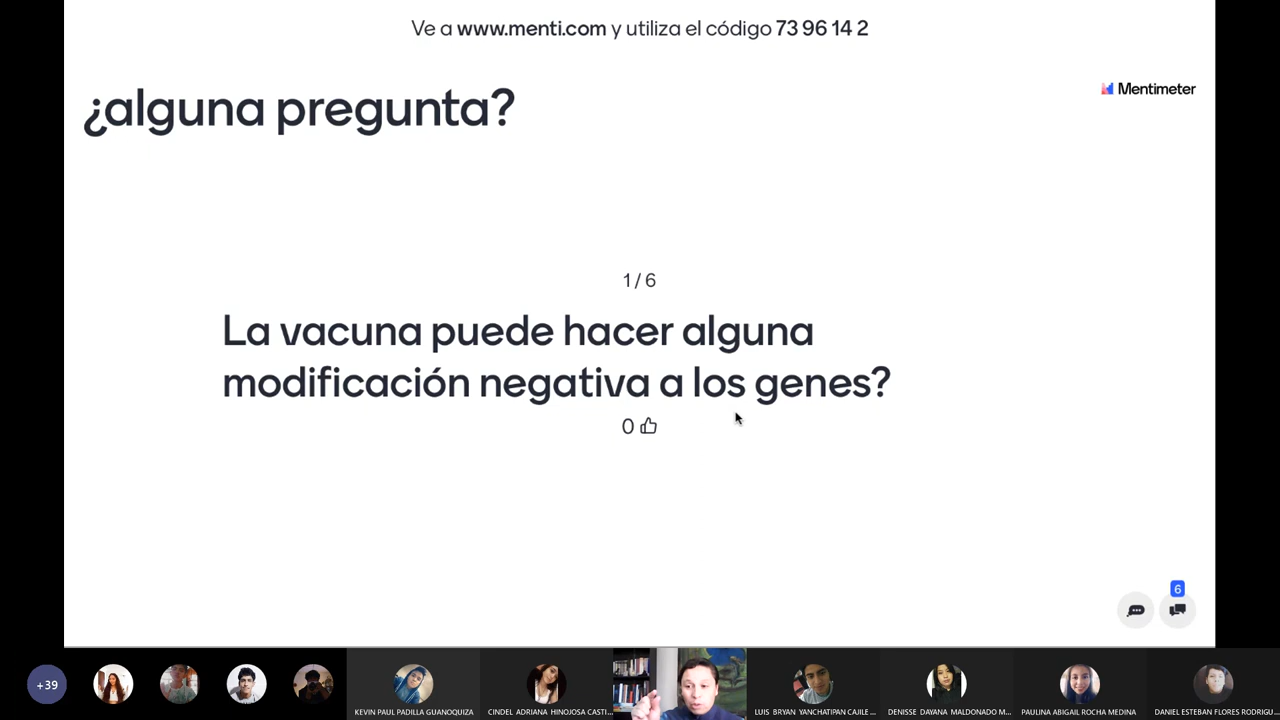 Ve a www.menti.com y utiliza el código 73 96 14 2
Mentimeter
¿alguna pregunta?
1 / 6
La vacuna puede hacer alguna
modificación negativa a los genes?
0
6
+39
KEVIN PAUL PADILLA GUANOQUIZA
CINDEL ADRIANA HINOJOSA CASTI...
LUIS BRYAN YANCHATIPAN CAJILE ...
DENISSE DAYANA MALDONADO M...
PAULINA ABIGAIL ROCHA MEDINA
DANIEL ESTEBAN FLORES RODRIGU